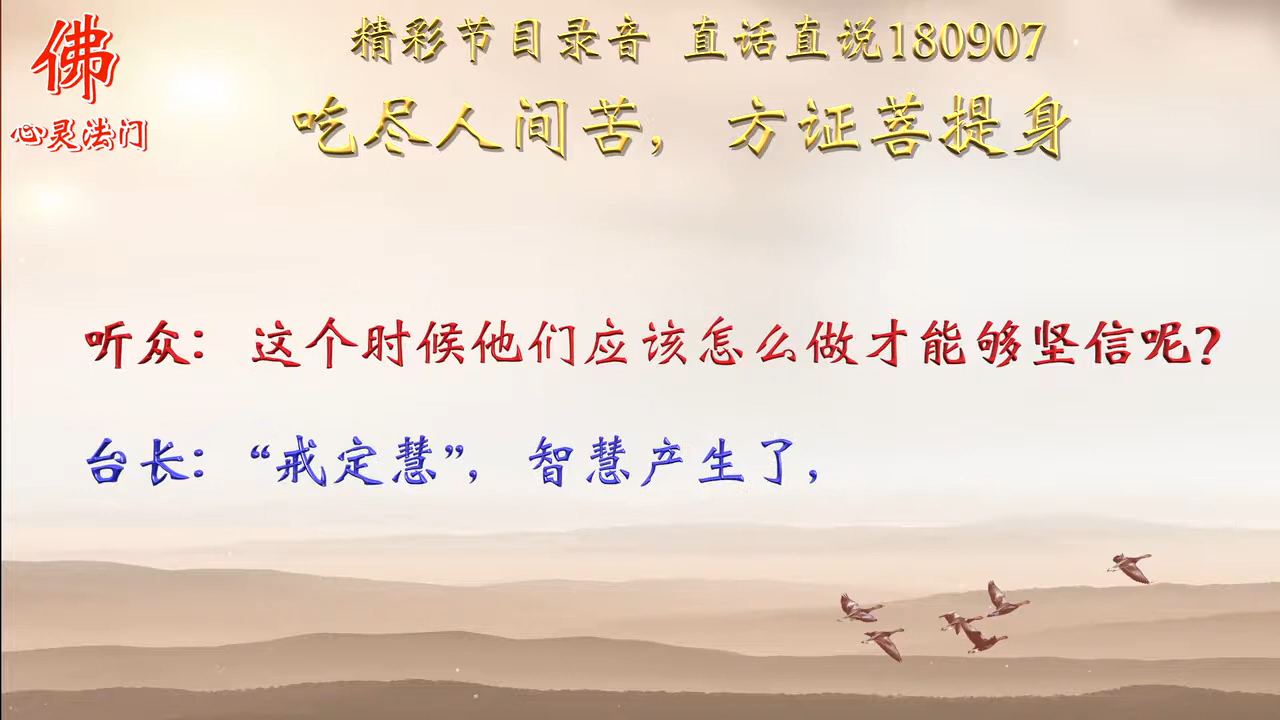 佛
心灵法门
精彩节目录音 直话直说180907
吃尽人间苦，方证菩提身
听众：这个时候他们应该怎么做才能够坚信呢？
台长：“戒定慧”，智慧产生了，